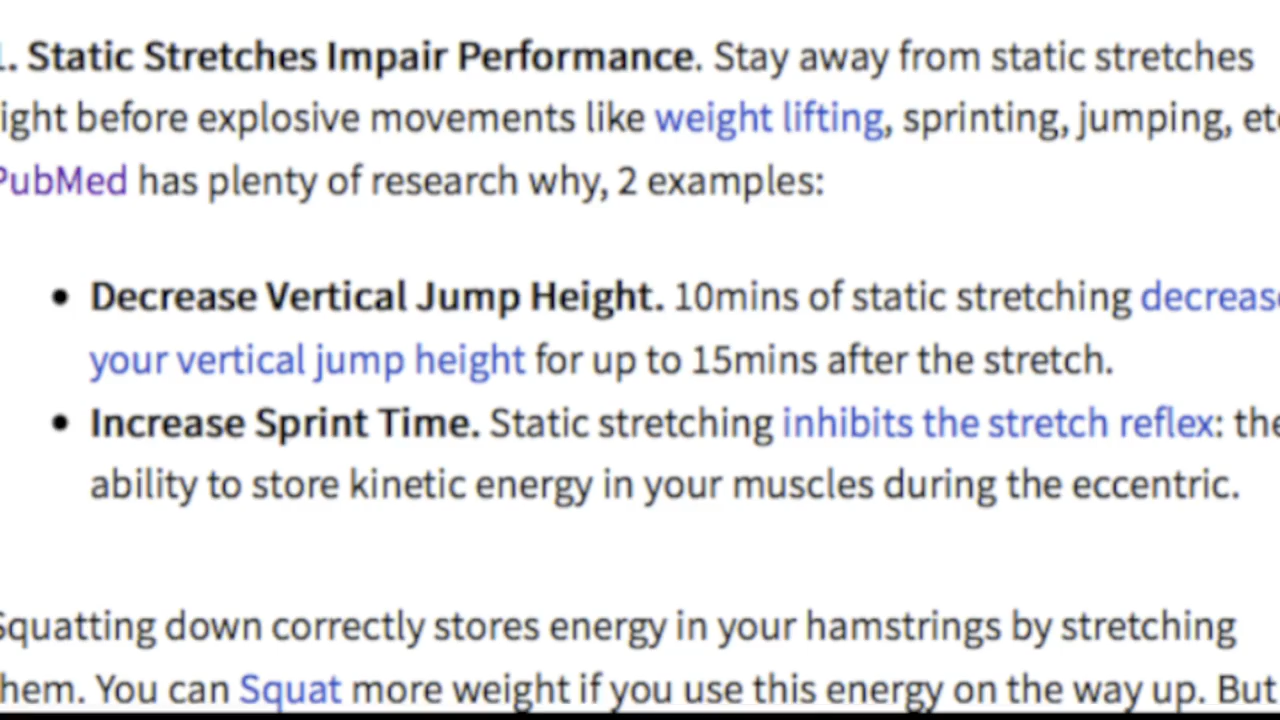 1. Static Stretches Impair Performance. Stay away from static stretches
ight before explosive movements like weight lifting, sprinting, jumping, etc
PubMed has plenty of research why, 2 examples:
• Decrease Vertical Jump Height. 10mins of static stretching decreas
your vertical jump height for up to 15mins after the stretch.
• Increase Sprint Time. Static stretching inhibits the stretch reflex: the
ability to store kinetic energy in your muscles during the eccentric.
Squatting down correctly stores energy in your hamstrings by stretching
hem. You can Squat more weight if you use this energy on the way up. But